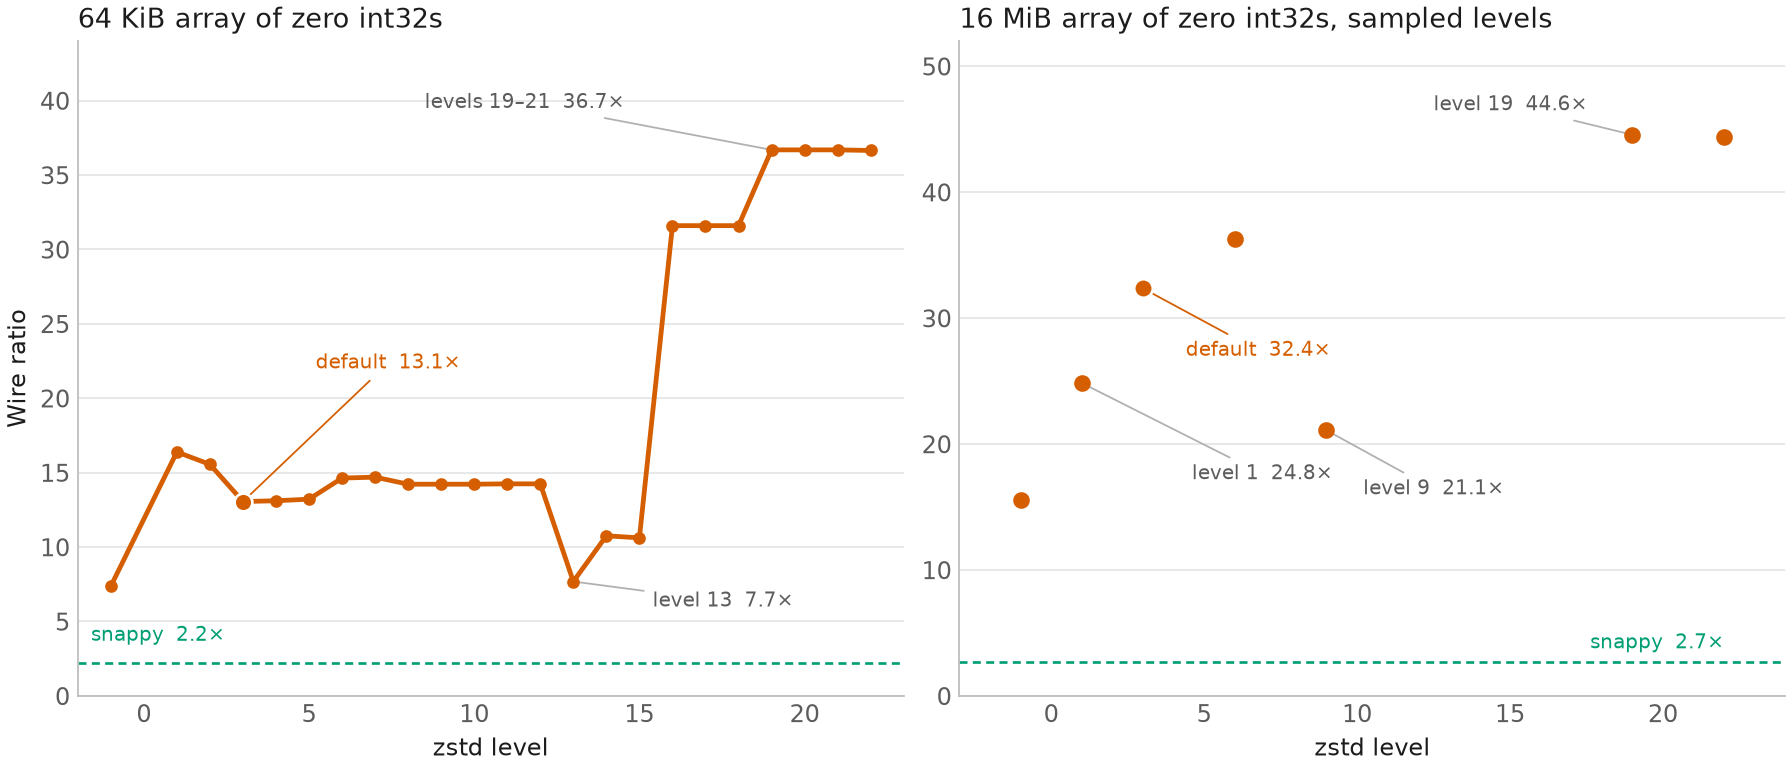 64 KiB array of zero int32s
Wire ratio
40
35
30
25
20
15
10
5
0
levels 19–21 36.7×
default 13.1×
level 13 7.7×
snappy 2.2×
0 5 10 15 20
zstd level
16 MiB array of zero int32s, sampled levels
50
40
30
20
10
0
level 19 44.6×
default 32.4×
level 1 24.8×
level 9 21.1×
snappy 2.7×
0 5 10 15 20
zstd level